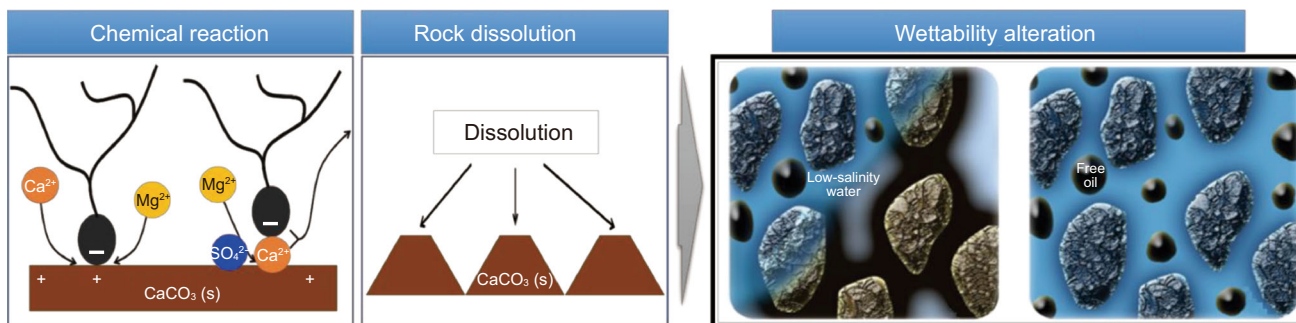 Chemical reaction
Rock dissolution
Wettability alteration
Ca²⁺
Mg²⁺
−
Mg²⁺
−
SO₄²⁻
Ca²⁺
+
+
+
CaCO₃ (s)
Dissolution
CaCO₃ (s)
Low-salinity
water
Free
oil